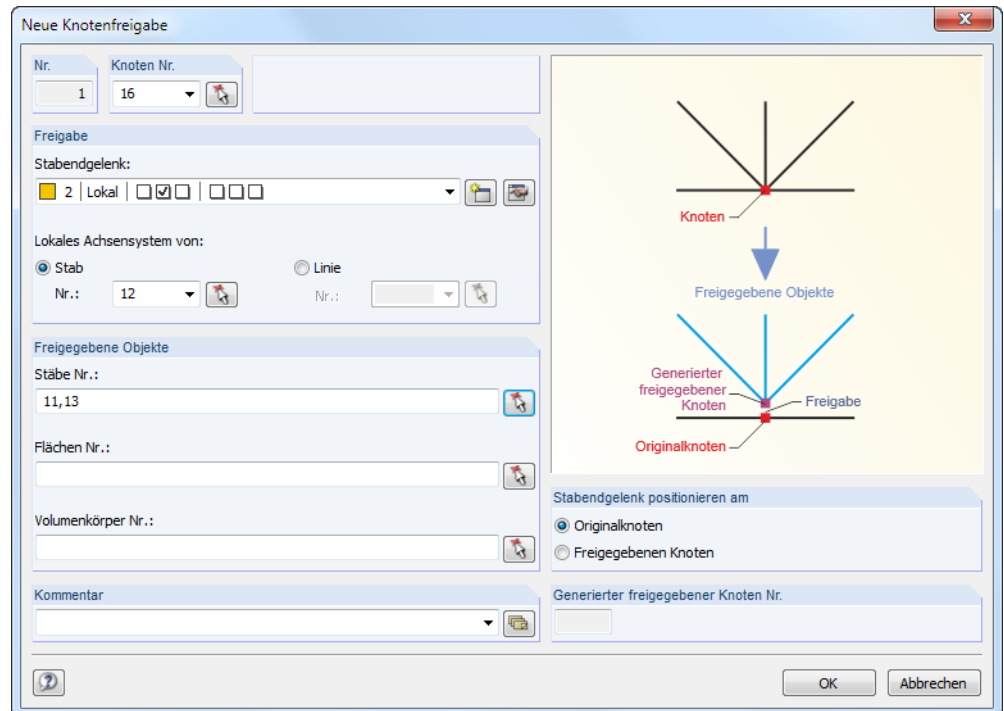 Neue Knotenfreigabe
Nr.
1
Knoten Nr.
16
Freigabe
Stabendgelenk:
2 | Lokal
Lokales Achsensystem von:
Stab
Linie
Nr.:
12
Nr.:
Freigegebene Objekte
Stäbe Nr.:
11,13
Flächen Nr.:
Volumenkörper Nr.:
Kommentar
Knoten
Freigegebene Objekte
Generierter
freigegebener
Knoten
Freigabe
Originalknoten
Stabendgelenk positionieren am
Originalknoten
Freigegebenen Knoten
Generierter freigegebener Knoten Nr.
OK
Abbrechen